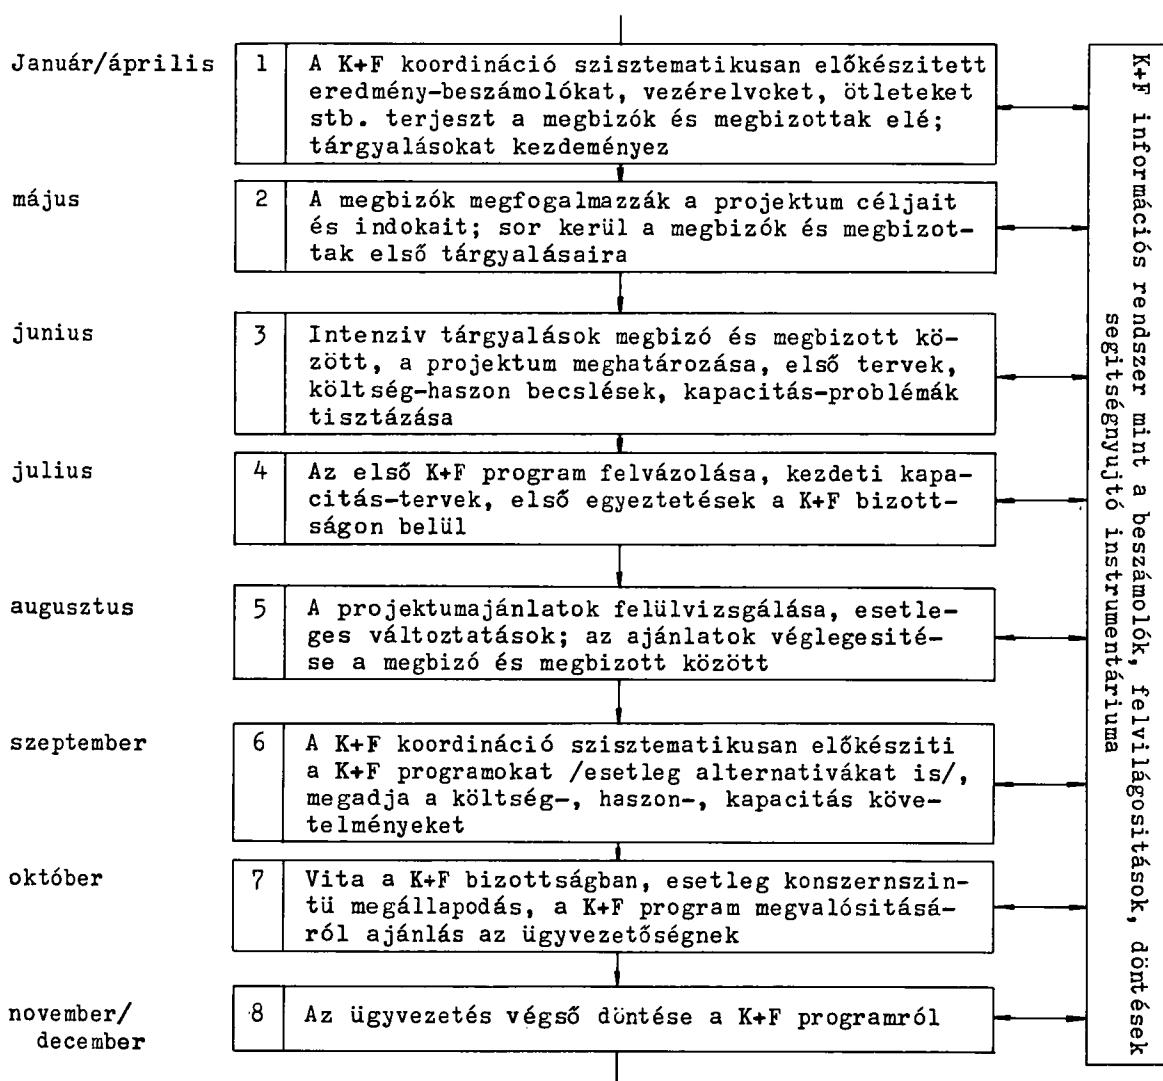 Január/április
1
A K+F koordináció szisztematikusan előkészitett
eredmény-beszámolókat, vezérelvoket, ötleteket
stb. terjeszt a megbizók és megbizottak elé;
tárgyalásokat kezdeményez
május
2
A megbizók megfogalmazzák a projektum céljait
és indokait; sor kerül a megbizók és megbizot-
tak első tárgyalásaira
junius
3
Intenziv tárgyalások megbizó és megbizott kö-
zött, a projektum meghatározása, első tervek,
költség-haszon becslések, kapacitás-problémák
tisztázása
julius
4
Az első K+F program felvázolása, kezdeti kapa-
citás-tervek, első egyeztetések a K+F bizott-
ságon belül
augusztus
5
A projektumajánlatok felülvizsgálása, esetle-
ges változtatások; az ajánlatok véglegesité-
se a megbizó és megbizott között
szeptember
6
A K+F koordináció szisztematikusan előkésziti
a K+F programokat /esetleg alternativákat is/,
megadja a költség-, haszon-, kapacitás köve-
telményeket
október
7
Vita a K+F bizottságban, esetleg konszernszin-
tü megállapodás, a K+F program megvalósitásá-
ról ajánlás az ügyvezetőségnek
november/
december
8
Az ügyvezetés végső döntése a K+F programról
K+F információs rendszer mint a beszámolók, felvilágositások, döntések
segitségnyujtó instrumentáriuma